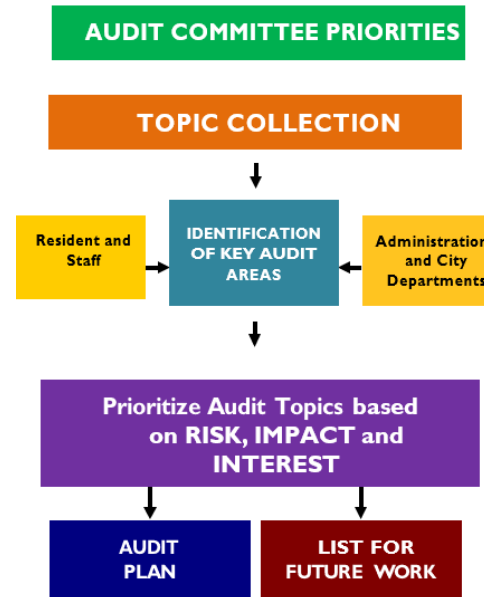 AUDIT COMMITTEE PRIORITIES
TOPIC COLLECTION
Resident and
Staff
IDENTIFICATION
OF KEY AUDIT
AREAS
Administration
and City
Departments
Prioritize Audit Topics based
on RISK, IMPACT and
INTEREST
AUDIT
PLAN
LIST FOR
FUTURE WORK